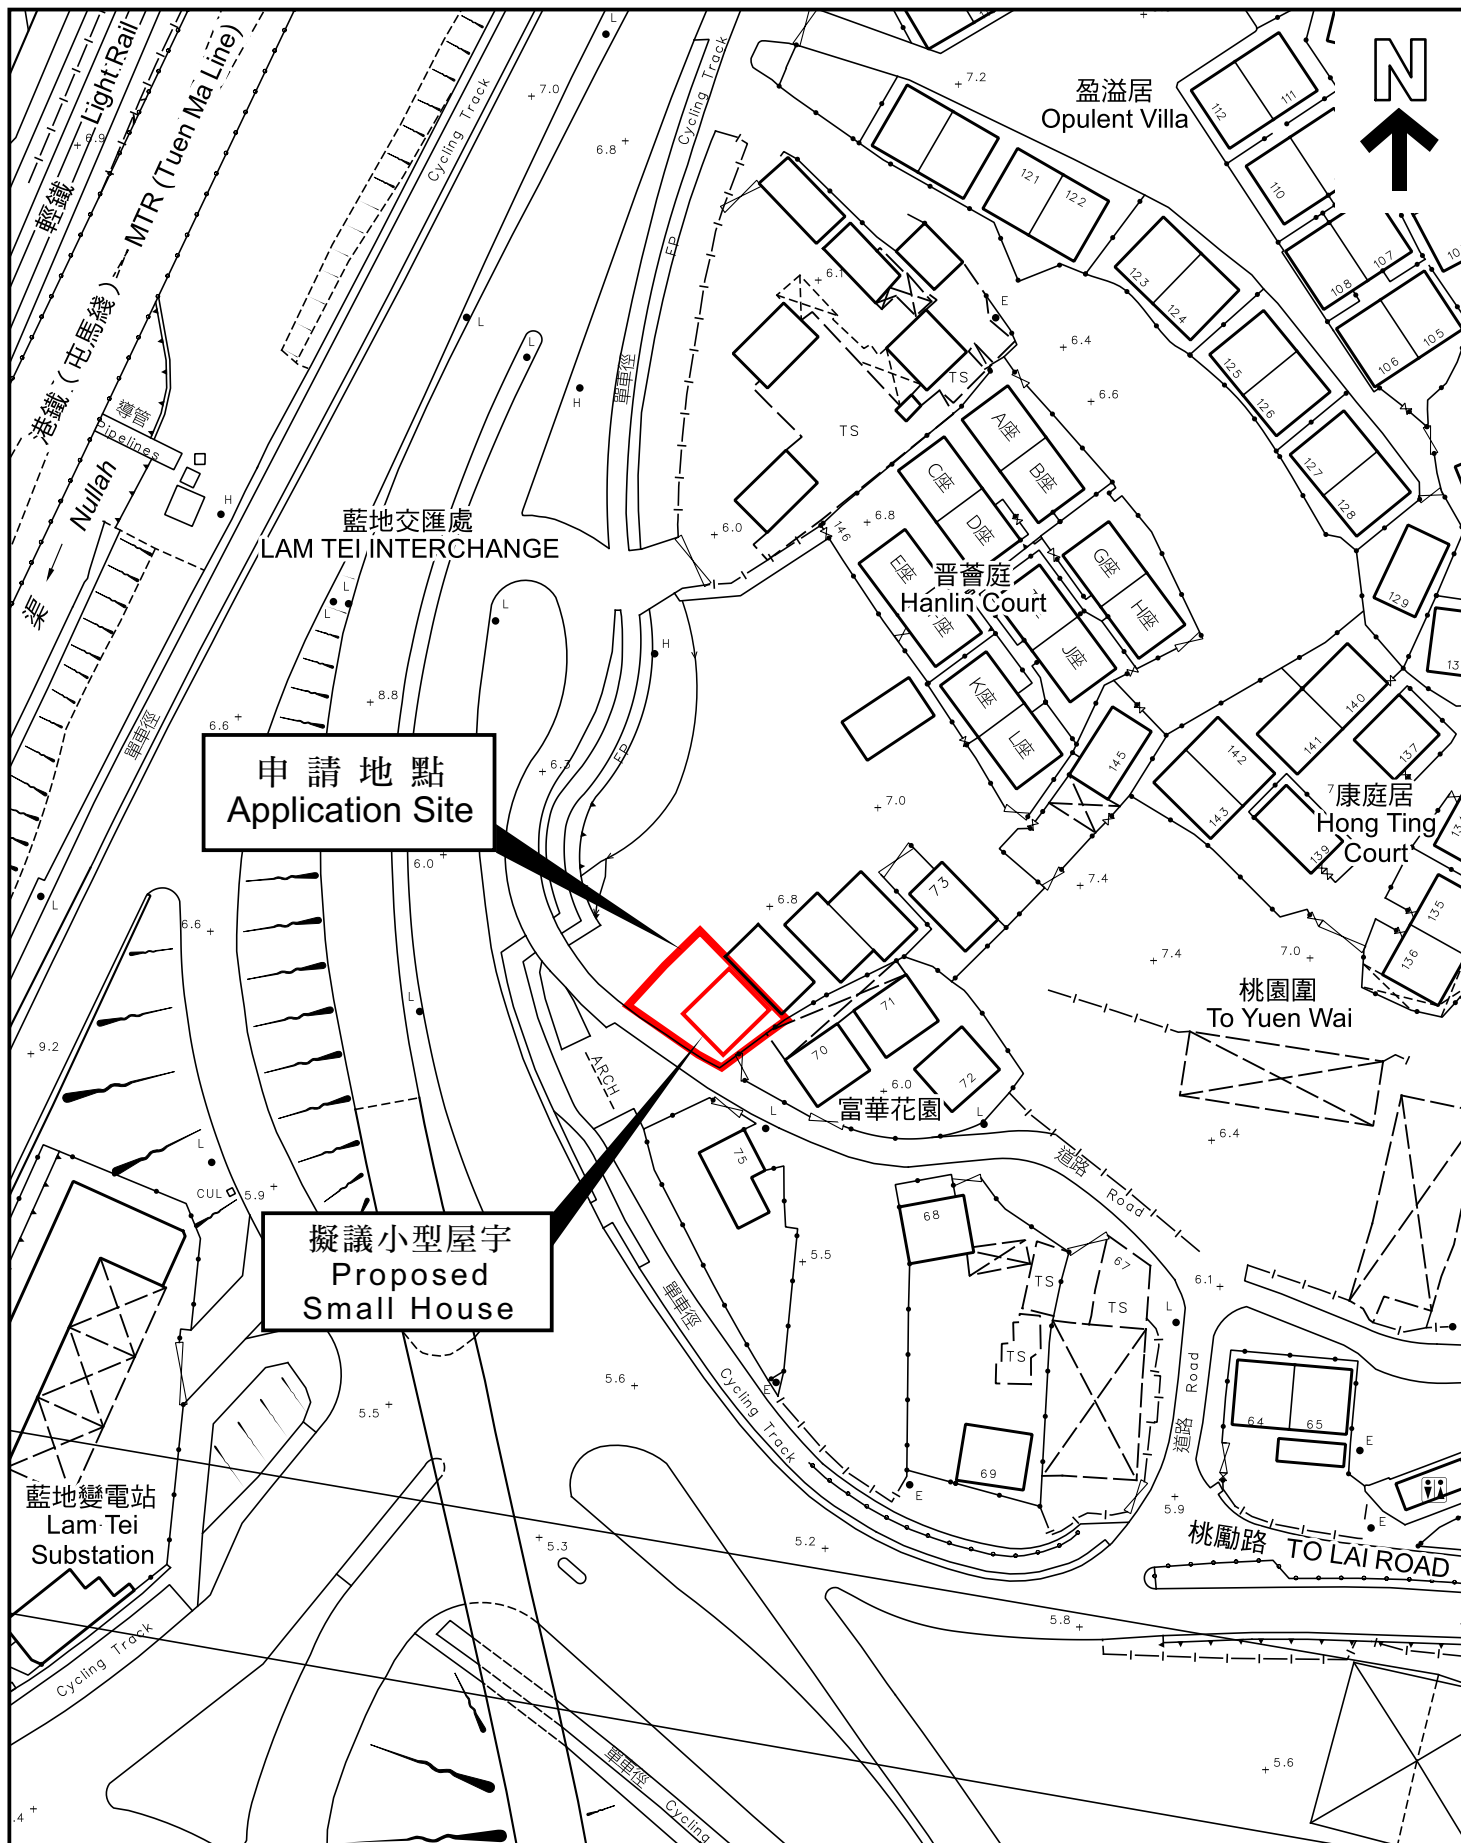 輕鐵 Light Rail
港鐵 (屯馬綫) MTR (Tuen Ma Line)
6.9
Cycling Track
7.0
6.8
Cycling Track
7.2
盈溢居
Opulent Villa
N
112
111
110
108
107
106
105
121
122
123
124
125
126
127
128
129
6.1
6.4
6.6
E
L
L
L
H
EP
單車徑
TS
TS
導管
Pipelines
Nullah
渠
H
藍地交匯處
LAM TEI INTERCHANGE
6.0
146
6.8
A座
B座
C座
D座
E座
G座
H座
J座
K座
L座
晋薈庭
Hanlin Court
L
L
L
H
8.8
6.6
單車徑
6.3
EP
7.0
145
142
143
141
140
137
139
康庭居
Hong Ting
Court
135
136
申請地點
Application Site
6.0
6.6
L
6.8
73
7.4
7.4
7.0
桃園圍
To Yuen Wai
L
9.2
ARCH
70
71
72
6.0
富華花園
L
L
6.4
道路 Road
75
L
CUL
5.9
擬議小型屋宇
Proposed
Small House
68
67
TS
TS
TS
5.5
6.1
L
單車徑
Cycling Track
E
5.6
5.5
69
E
道路 Road
64
65
E
E
5.9
藍地變電站
Lam Tei
Substation
5.3
5.2
桃勵路 TO LAI ROAD
5.8
Cycling Track
單車徑 Cycling
5.6